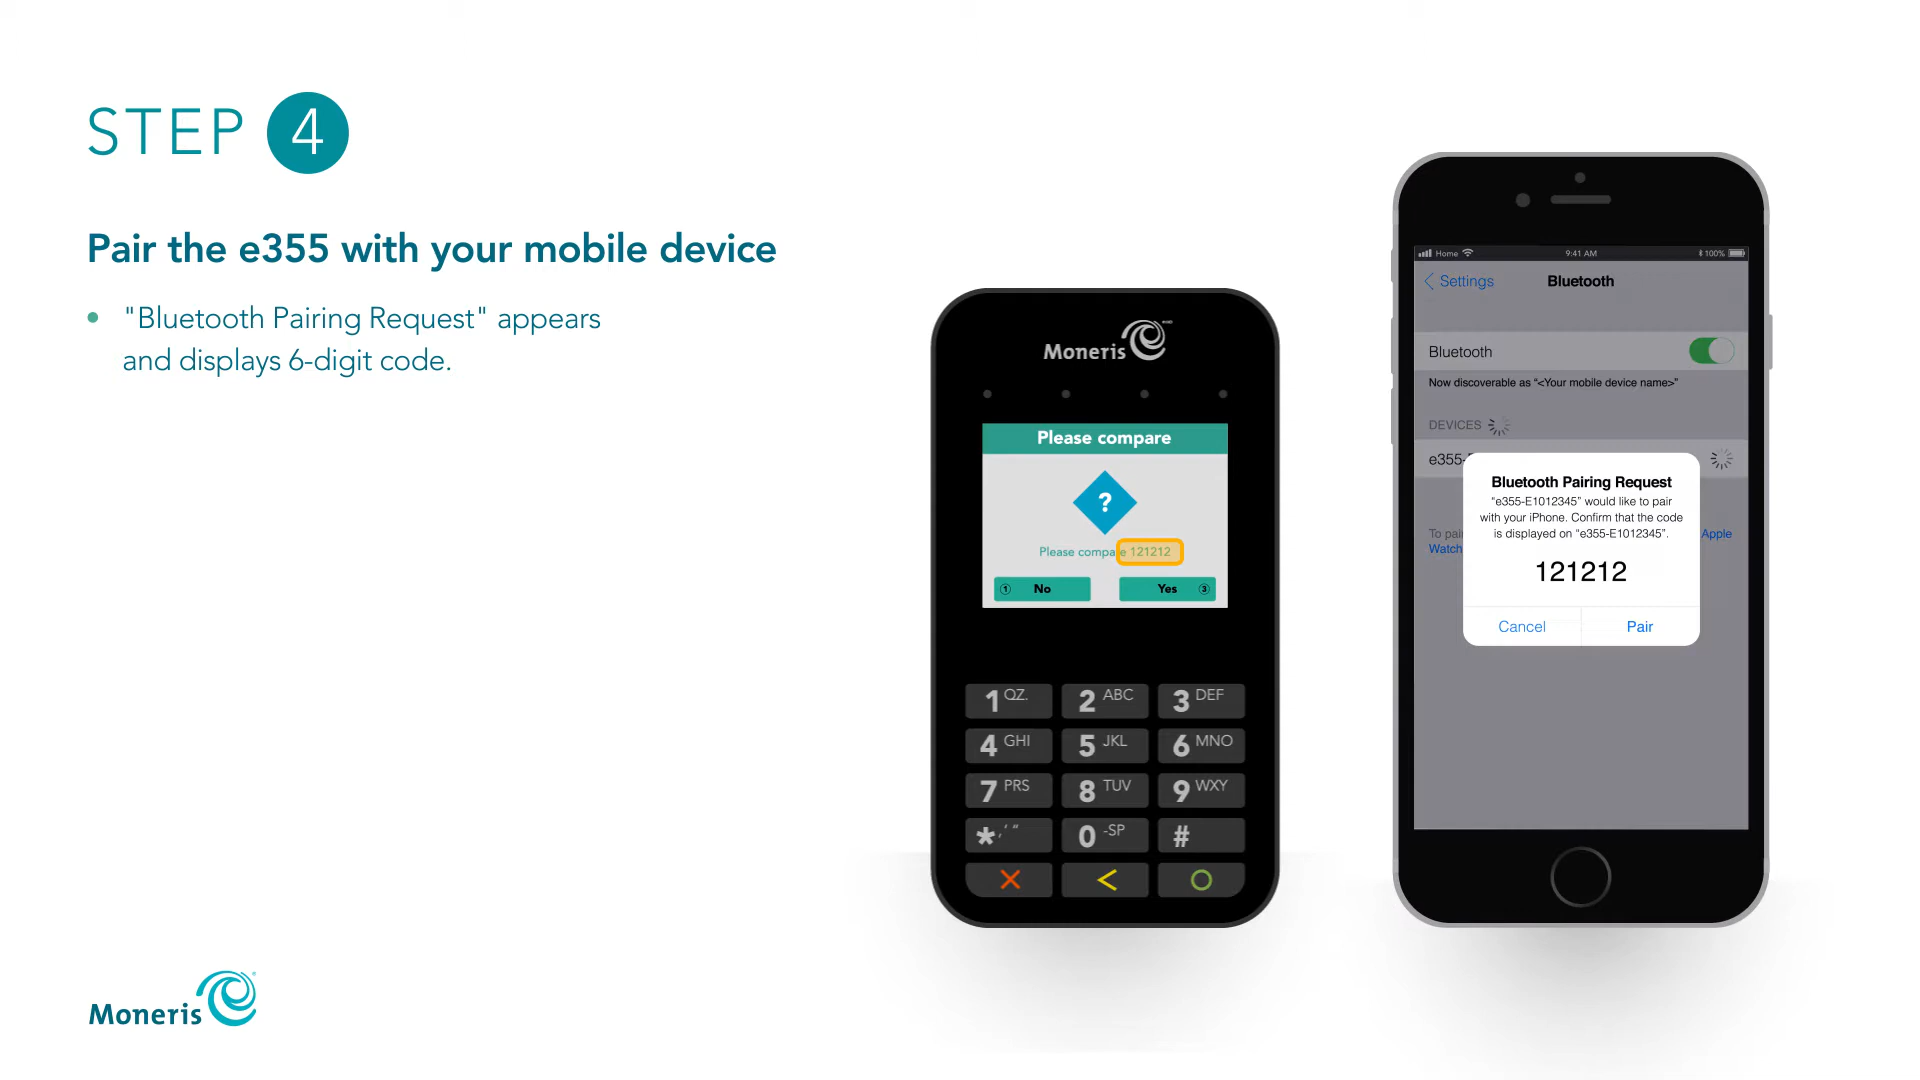 STEP 4
Pair the e355 with your mobile device
• "Bluetooth Pairing Request" appears
and displays 6-digit code.
Moneris
Please compare
?
Please compare 121212
1 No
Yes 3
1 QZ.
2 ABC
3 DEF
4 GHI
5 JKL
6 MNO
7 PRS
8 TUV
9 WXY
* ,′ ″
0 -SP
#
Home 9:41 AM 100%
Settings Bluetooth
Bluetooth
Now discoverable as “<Your mobile device name>”
DEVICES
e355-
To pai
Apple
Watch
Bluetooth Pairing Request
“e355-E1012345” would like to pair
with your iPhone. Confirm that the code
is displayed on “e355-E1012345”.
121212
Cancel Pair
Moneris